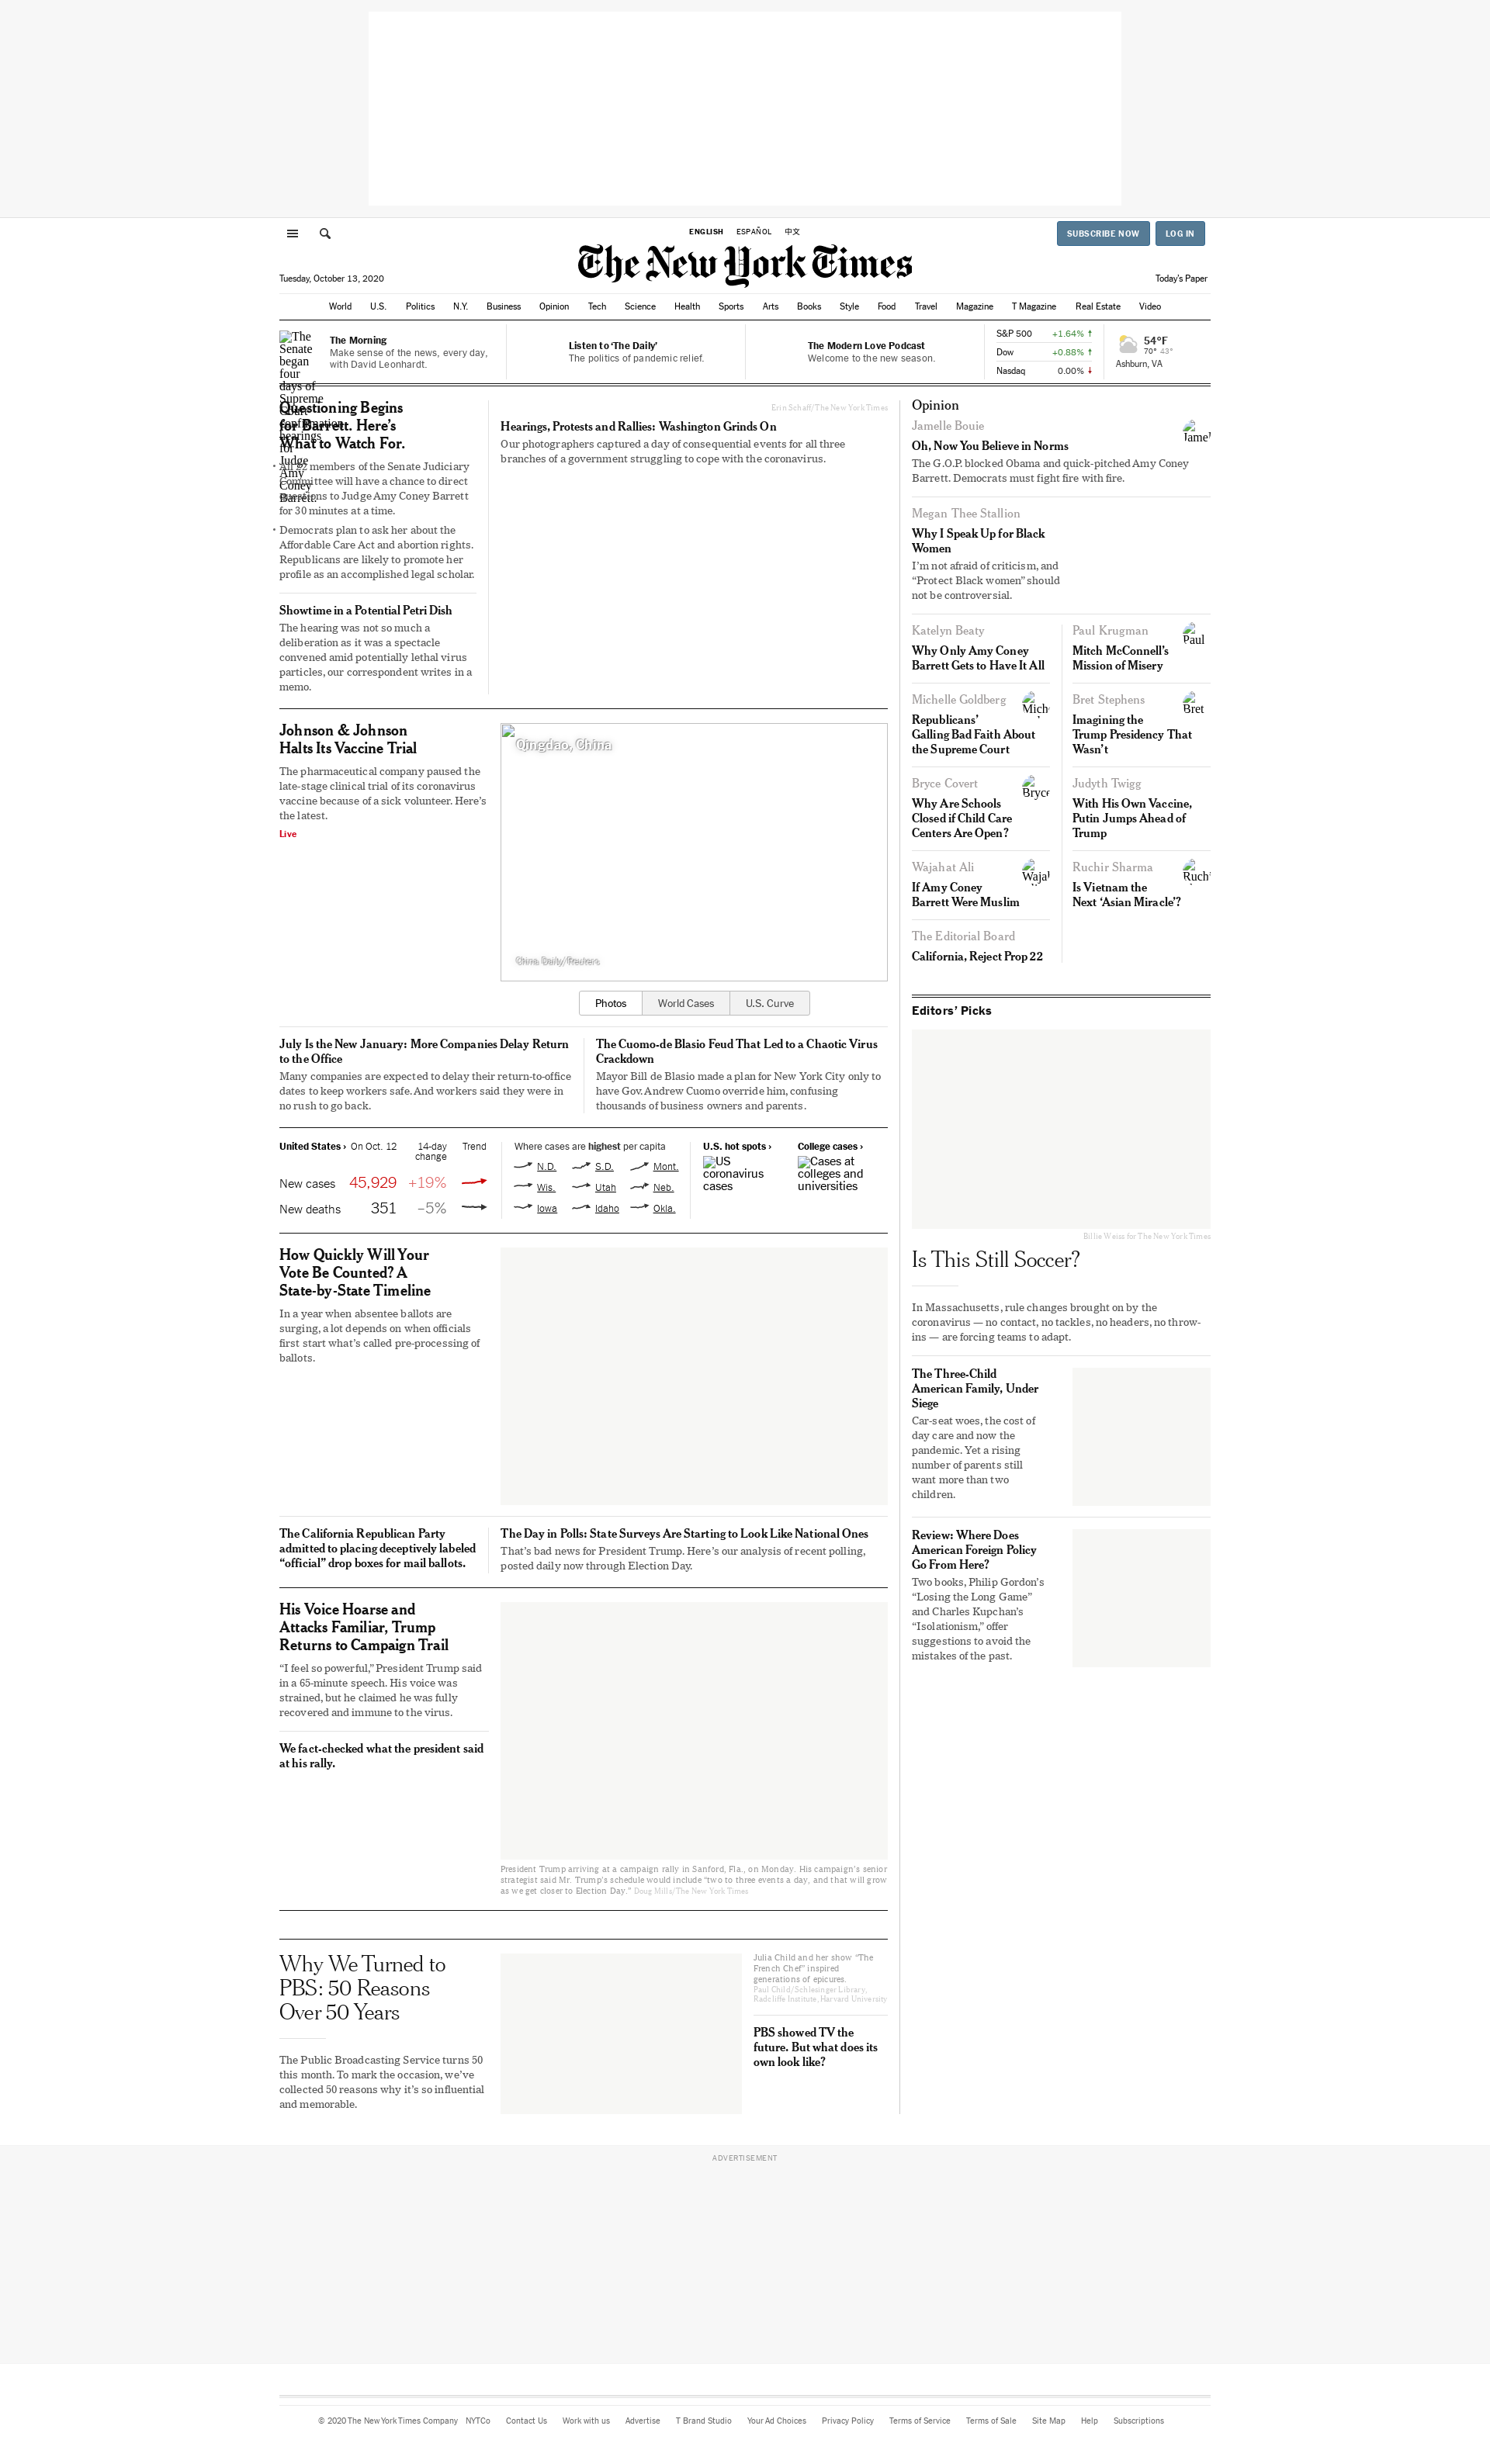 ENGLISH ESPAÑOL 中文
SUBSCRIBE NOW LOG IN
The New York Times
Tuesday, October 13, 2020
Today's Paper
World U.S. Politics N.Y. Business Opinion Tech Science Health Sports Arts Books Style Food Travel Magazine T Magazine Real Estate Video
The
Senate
began
four
days of
Supreme
Court
confirmation
hearings
for
Judge
Amy
Coney
Barrett.
The Morning
Make sense of the news, every day,
with David Leonhardt.
Listen to ‘The Daily’
The politics of pandemic relief.
The Modern Love Podcast
Welcome to the new season.
S&P 500 +1.64%
Dow +0.88%
Nasdaq 0.00%
54°F
70° 43°
Ashburn, VA
Questioning Begins
for Barrett. Here’s
What to Watch For.
All 22 members of the Senate Judiciary
Committee will have a chance to direct
questions to Judge Amy Coney Barrett
for 30 minutes at a time.
Democrats plan to ask her about the
Affordable Care Act and abortion rights.
Republicans are likely to promote her
profile as an accomplished legal scholar.
Showtime in a Potential Petri Dish
The hearing was not so much a
deliberation as it was a spectacle
convened amid potentially lethal virus
particles, our correspondent writes in a
memo.
Erin Schaff/The New York Times
Hearings, Protests and Rallies: Washington Grinds On
Our photographers captured a day of consequential events for all three
branches of a government struggling to cope with the coronavirus.
Johnson & Johnson
Halts Its Vaccine Trial
The pharmaceutical company paused the
late-stage clinical trial of its coronavirus
vaccine because of a sick volunteer. Here’s
the latest.
Live
Qingdao, China
China Daily/Reuters
Photos World Cases U.S. Curve
July Is the New January: More Companies Delay Return
to the Office
Many companies are expected to delay their return-to-office
dates to keep workers safe. And workers said they were in
no rush to go back.
The Cuomo-de Blasio Feud That Led to a Chaotic Virus
Crackdown
Mayor Bill de Blasio made a plan for New York City only to
have Gov. Andrew Cuomo override him, confusing
thousands of business owners and parents.
United States › On Oct. 12 14-day
change Trend
New cases 45,929 +19%
New deaths 351 –5%
Where cases are highest per capita
N.D. S.D. Mont.
Wis. Utah Neb.
Iowa Idaho Okla.
U.S. hot spots ›
US
coronavirus
cases
College cases ›
Cases at
colleges and
universities
How Quickly Will Your
Vote Be Counted? A
State-by-State Timeline
In a year when absentee ballots are
surging, a lot depends on when officials
first start what’s called pre-processing of
ballots.
The California Republican Party
admitted to placing deceptively labeled
“official” drop boxes for mail ballots.
The Day in Polls: State Surveys Are Starting to Look Like National Ones
That’s bad news for President Trump. Here’s our analysis of recent polling,
posted daily now through Election Day.
His Voice Hoarse and
Attacks Familiar, Trump
Returns to Campaign Trail
“I feel so powerful,” President Trump said
in a 65-minute speech. His voice was
strained, but he claimed he was fully
recovered and immune to the virus.
We fact-checked what the president said
at his rally.
President Trump arriving at a campaign rally in Sanford, Fla., on Monday. His campaign’s senior
strategist said Mr. Trump’s schedule would include “two to three events a day, and that will grow
as we get closer to Election Day.” Doug Mills/The New York Times
Why We Turned to
PBS: 50 Reasons
Over 50 Years
The Public Broadcasting Service turns 50
this month. To mark the occasion, we’ve
collected 50 reasons why it’s so influential
and memorable.
Julia Child and her show “The
French Chef” inspired
generations of epicures.
Paul Child/Schlesinger Library,
Radcliffe Institute, Harvard University
PBS showed TV the
future. But what does its
own look like?
Opinion
Jamelle Bouie
Jamel
Oh, Now You Believe in Norms
The G.O.P. blocked Obama and quick-pitched Amy Coney
Barrett. Democrats must fight fire with fire.
Megan Thee Stallion
Why I Speak Up for Black
Women
I’m not afraid of criticism, and
“Protect Black women” should
not be controversial.
Katelyn Beaty
Why Only Amy Coney
Barrett Gets to Have It All
Paul Krugman
Paul
Mitch McConnell’s
Mission of Misery
Michelle Goldberg
Miche
Republicans’
Galling Bad Faith About
the Supreme Court
Bret Stephens
Bret
Imagining the
Trump Presidency That
Wasn’t
Bryce Covert
Bryce
Why Are Schools
Closed if Child Care
Centers Are Open?
Judyth Twigg
With His Own Vaccine,
Putin Jumps Ahead of
Trump
Wajahat Ali
Wajah
If Amy Coney
Barrett Were Muslim
Ruchir Sharma
Ruchi
Is Vietnam the
Next ‘Asian Miracle’?
The Editorial Board
California, Reject Prop 22
Editors’ Picks
Billie Weiss for The New York Times
Is This Still Soccer?
In Massachusetts, rule changes brought on by the
coronavirus — no contact, no tackles, no headers, no throw-
ins — are forcing teams to adapt.
The Three-Child
American Family, Under
Siege
Car-seat woes, the cost of
day care and now the
pandemic. Yet a rising
number of parents still
want more than two
children.
Review: Where Does
American Foreign Policy
Go From Here?
Two books, Philip Gordon’s
“Losing the Long Game”
and Charles Kupchan’s
“Isolationism,” offer
suggestions to avoid the
mistakes of the past.
ADVERTISEMENT
© 2020 The New York Times Company NYTCo Contact Us Work with us Advertise T Brand Studio Your Ad Choices Privacy Policy Terms of Service Terms of Sale Site Map Help Subscriptions